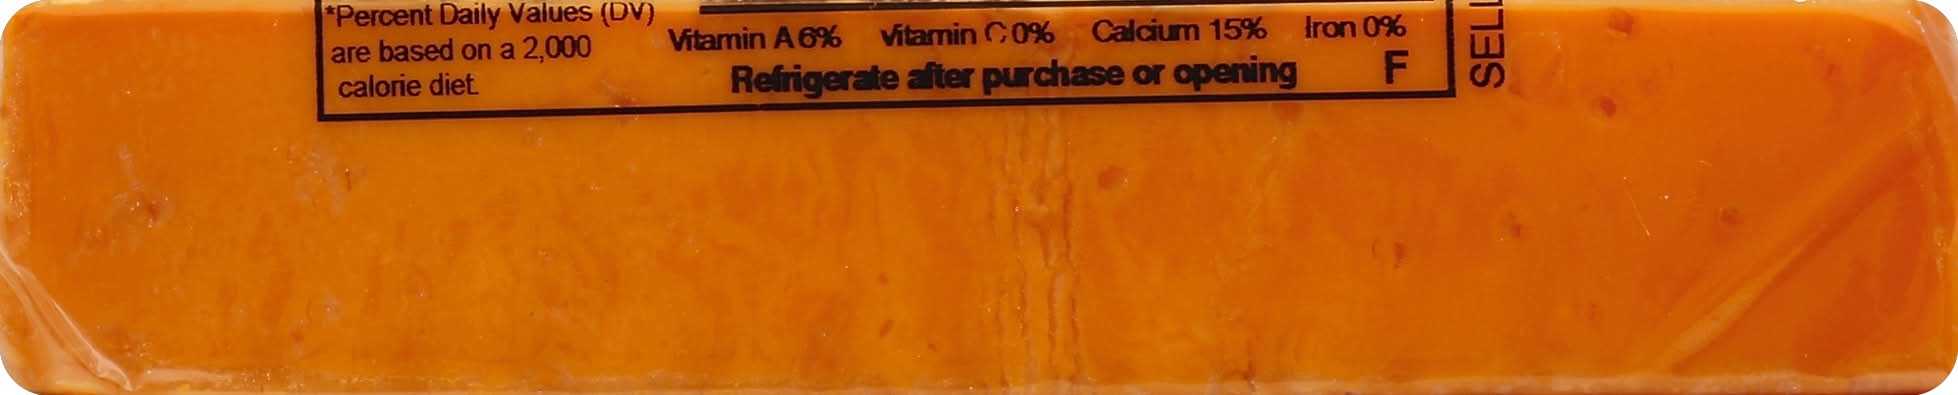 *Percent Daily Values (DV)
are based on a 2,000
calorie diet.
Vitamin A 6% Vitamin C 0% Calcium 15% Iron 0%
Refrigerate after purchase or opening F
SELL